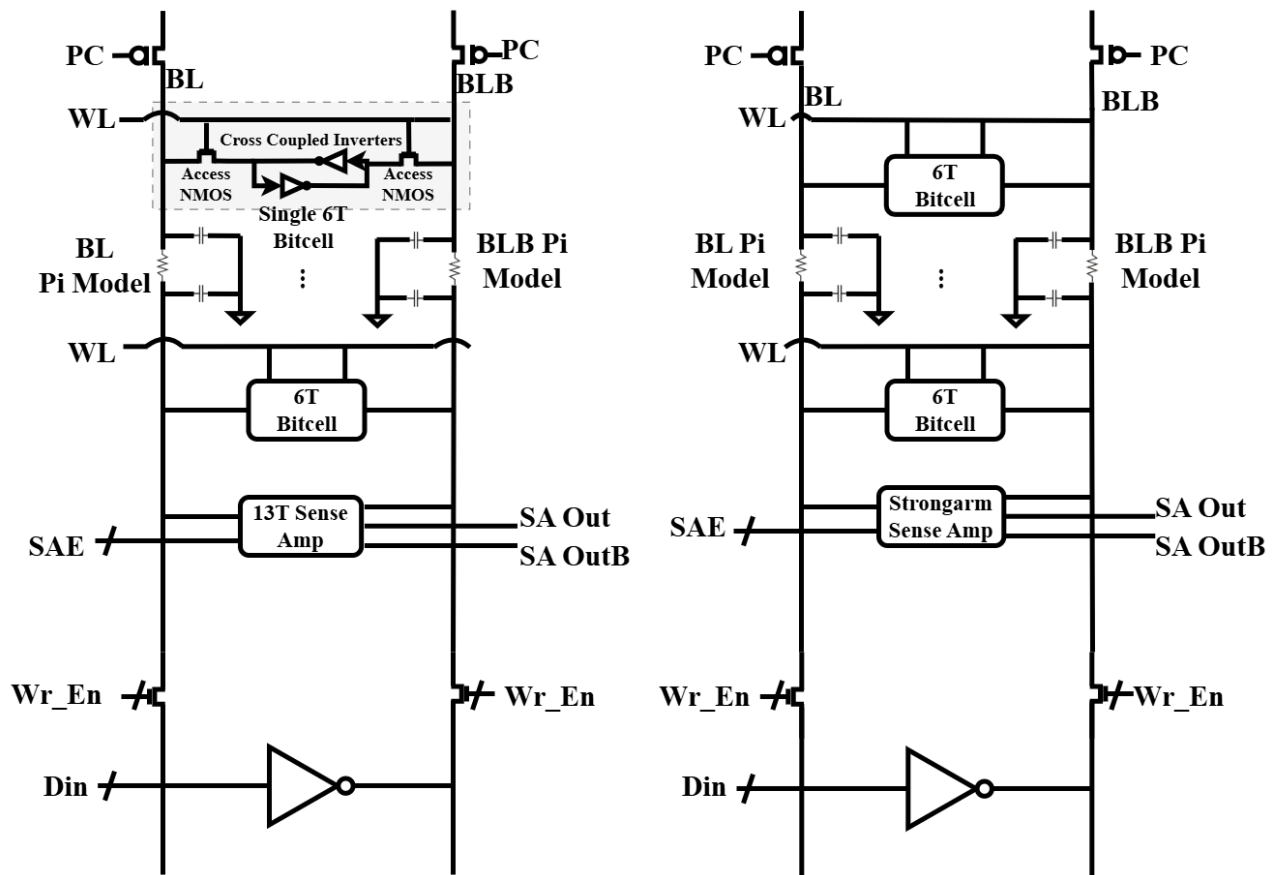 PC
PC
BL
BLB
WL
Cross Coupled Inverters
Access
NMOS
Access
NMOS
Single 6T
Bitcell
BL
Pi Model
...
BLB Pi
Model
WL
6T
Bitcell
13T Sense
Amp
SAE
SA Out
SA OutB
Wr_En
Wr_En
Din
PC
PC
BL
BLB
WL
6T
Bitcell
BL Pi
Model
...
BLB Pi
Model
WL
6T
Bitcell
Strongarm
Sense Amp
SAE
SA Out
SA OutB
Wr_En
Wr_En
Din